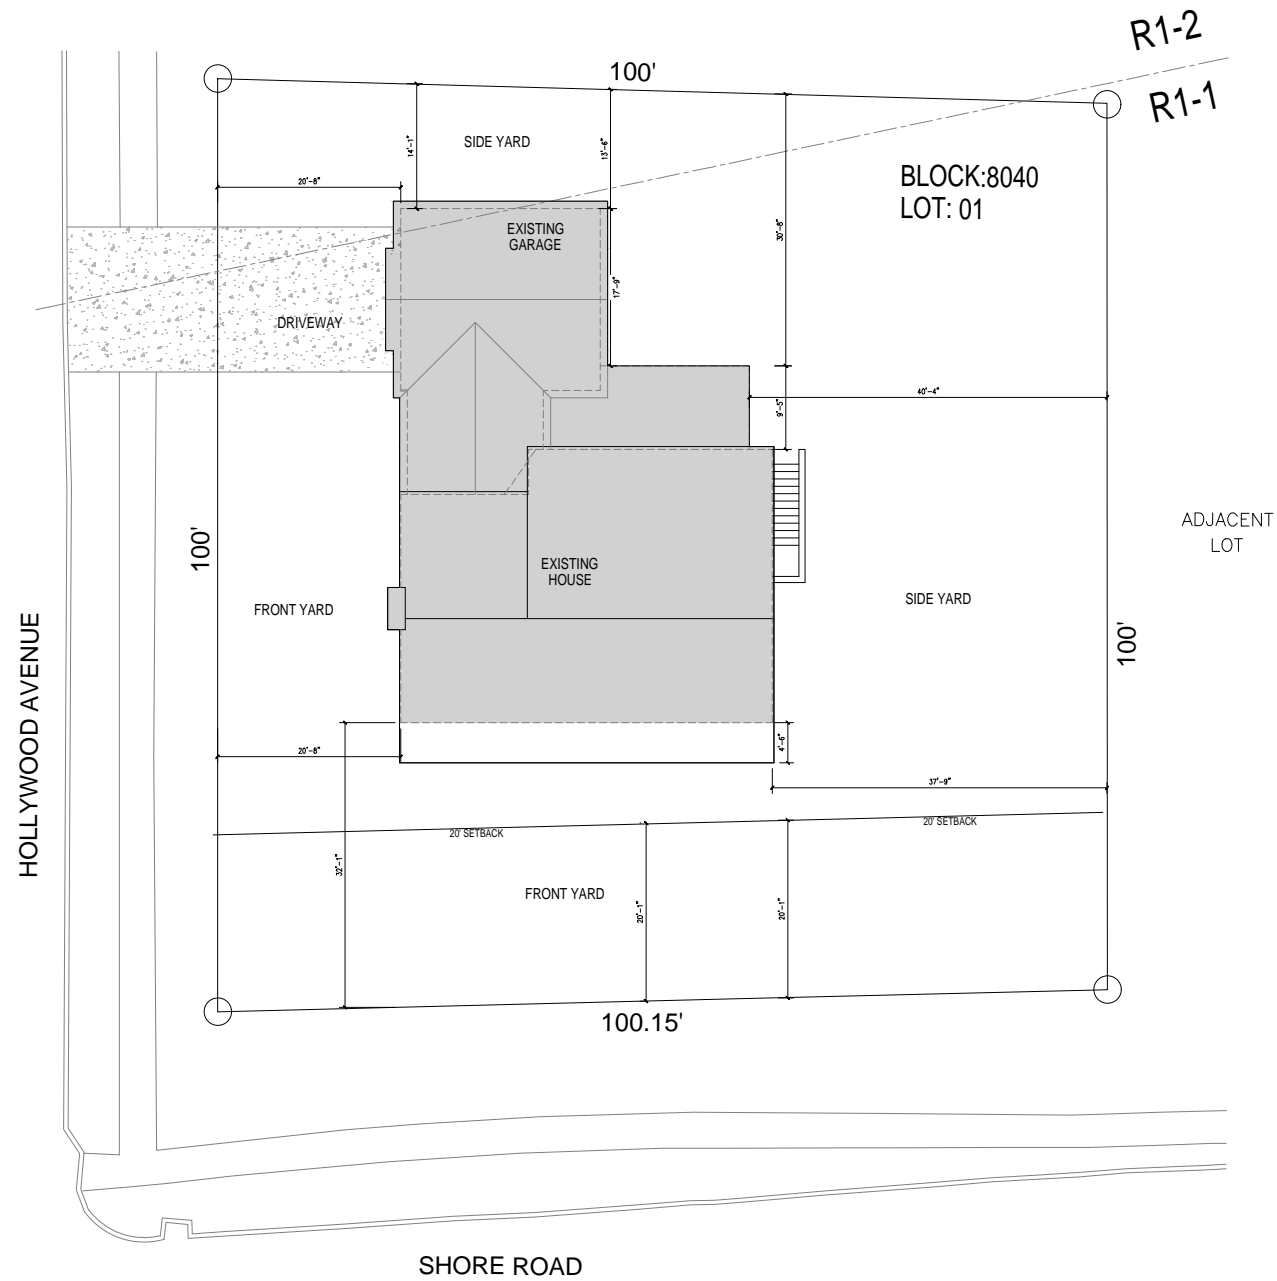 R1-2
100'
R1-1
14'-1"
SIDE YARD
13'-6"
BLOCK:8040
LOT: 01
20'-8"
EXISTING
GARAGE
30'-8"
17'-9"
DRIVEWAY
40'-4"
9'-5"
100'
ADJACENT
LOT
EXISTING
HOUSE
SIDE YARD
FRONT YARD
100'
HOLLYWOOD AVENUE
20'-8"
4'-6"
37'-9"
20' SETBACK
20' SETBACK
32'-1"
FRONT YARD
20'-1"
20'-1"
100.15'
SHORE ROAD